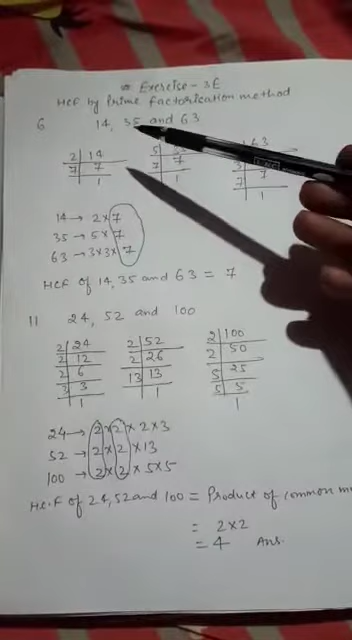 Exercise - 3E
HCF by Prime Factorisation method
6 14, 35 and 63
2 14 5
7 7 7 7 3
1 1 7 7
1
14 → 2×7
35 → 5×7
63 → 3×3×7
HCF of 14, 35 and 63 = 7
11 24, 52 and 100
2 24 2 52 2 100
2 12 2 26 2 50
2 6 13 13 5 25
3 3 1 5 5
1 1
24 → 2×2×2×3
52 → 2×2×13
100 → 2×2×5×5
H.C.F of 24, 52 and 100 = Product of common
= 2×2
= 4 Ans.